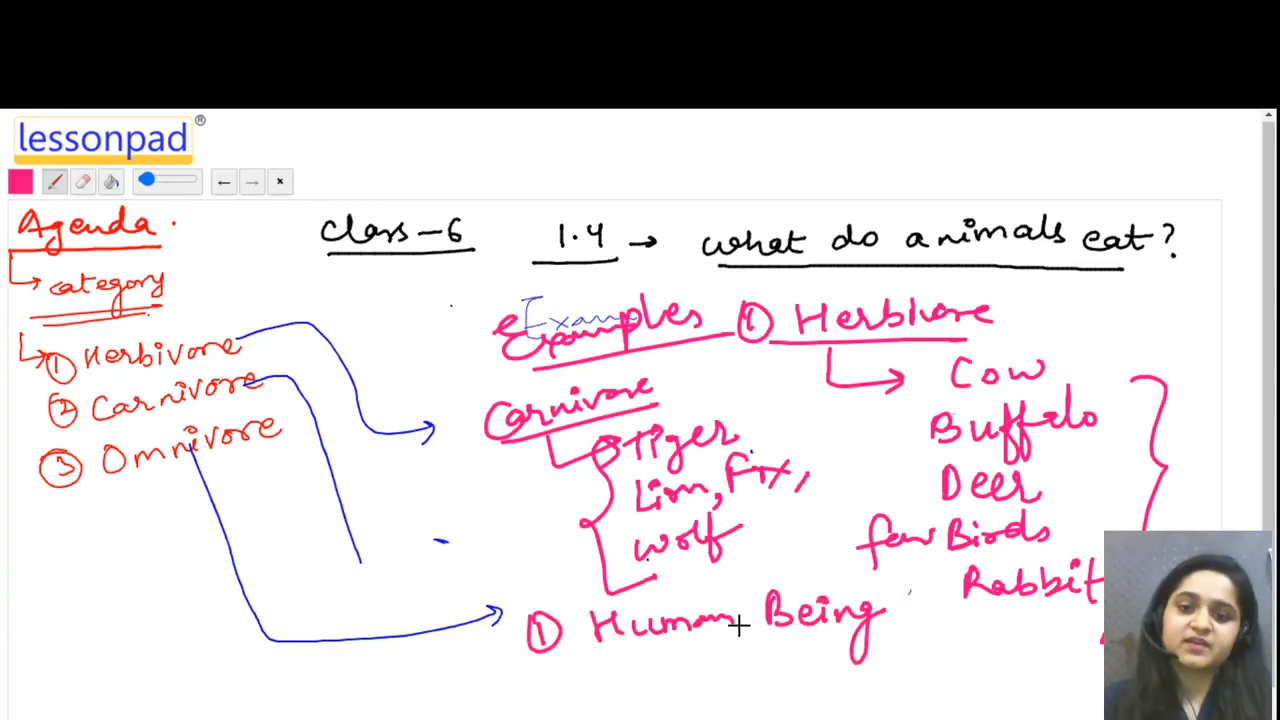 lessonpad ®
Agenda.
category
① Herbivore
② Carnivore
③ Omnivore
class-6 1.4 → what do animals eat?
Examples ① Herbivore
Cow
Buffalo
Deer
few Birds
Rabbit
Carnivore
Tiger
Lion, Fox,
wolf
① Human Being